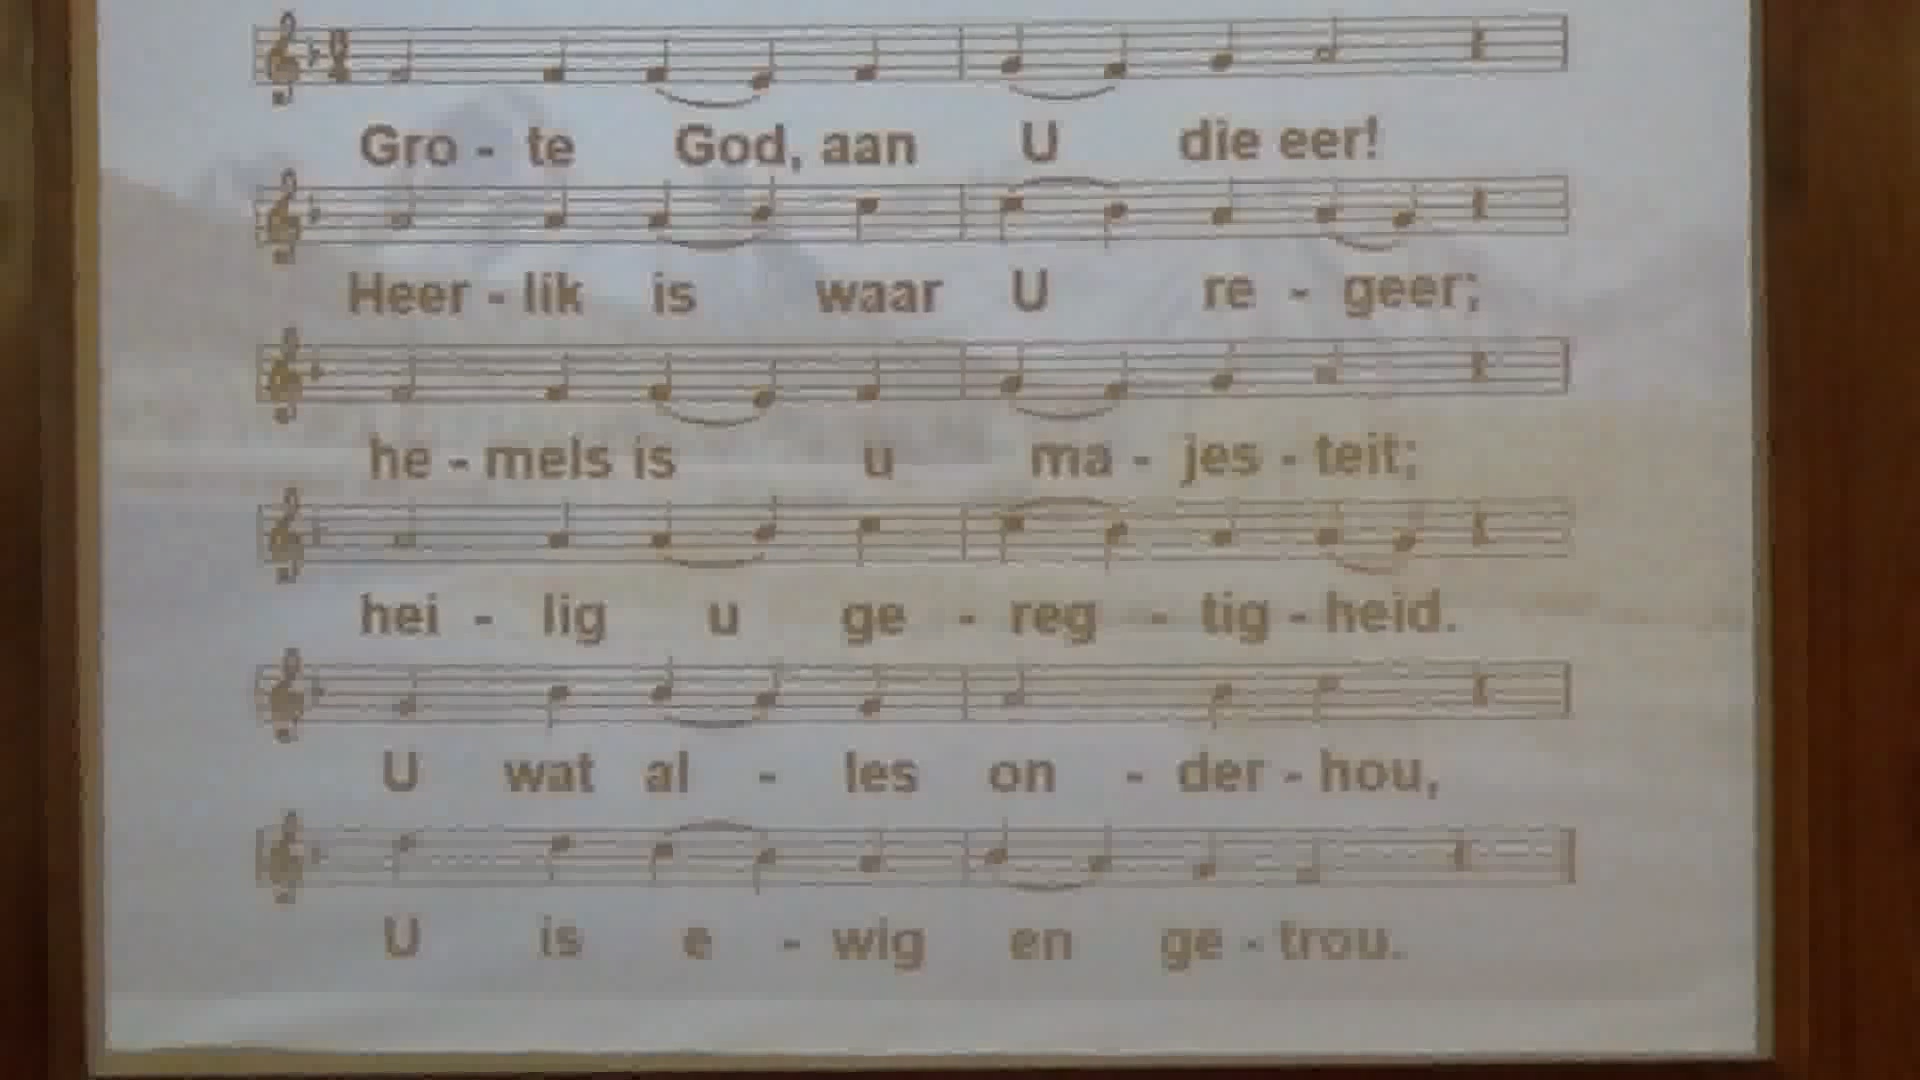 Gro - te God, aan U die eer!
Heer - lik is waar U re - geer;
he - mels is u ma - jes - teit;
hei - lig u ge - reg - tig - heid.
U wat al - les on - der - hou,
U is e - wig en ge - trou.